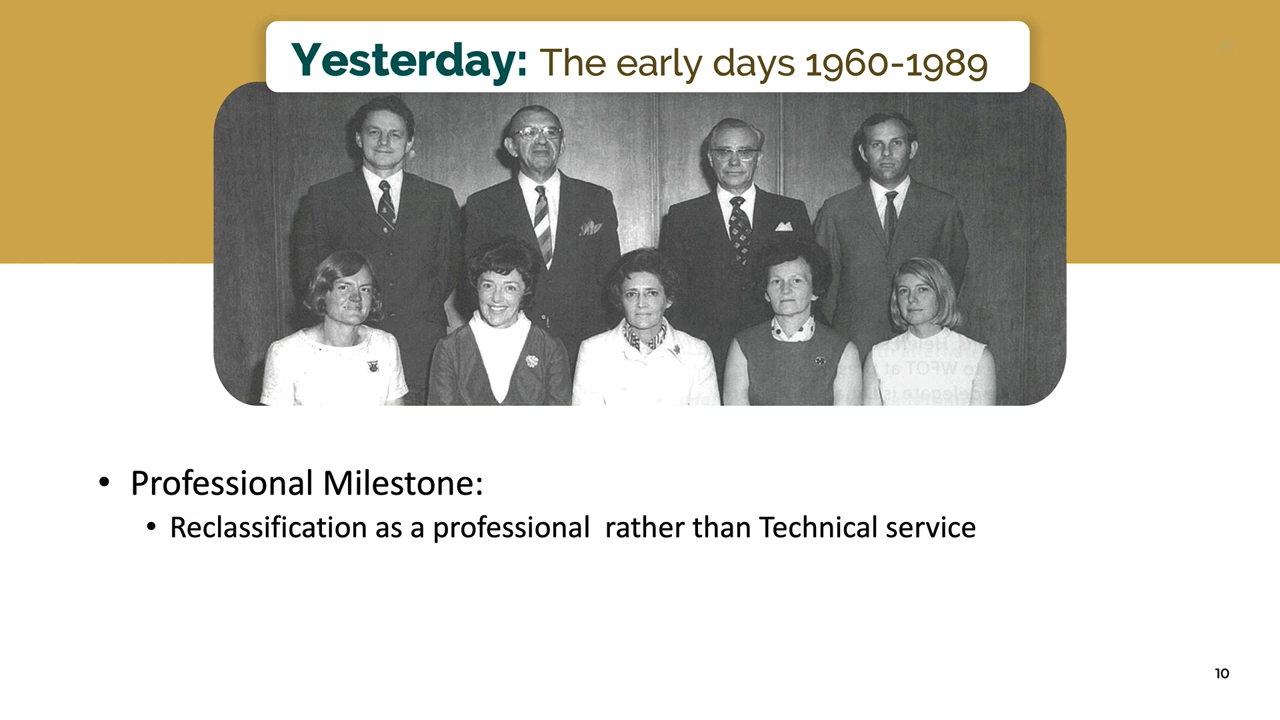 Yesterday: The early days 1960-1989
• Professional Milestone:
• Reclassification as a professional  rather than Technical service
10